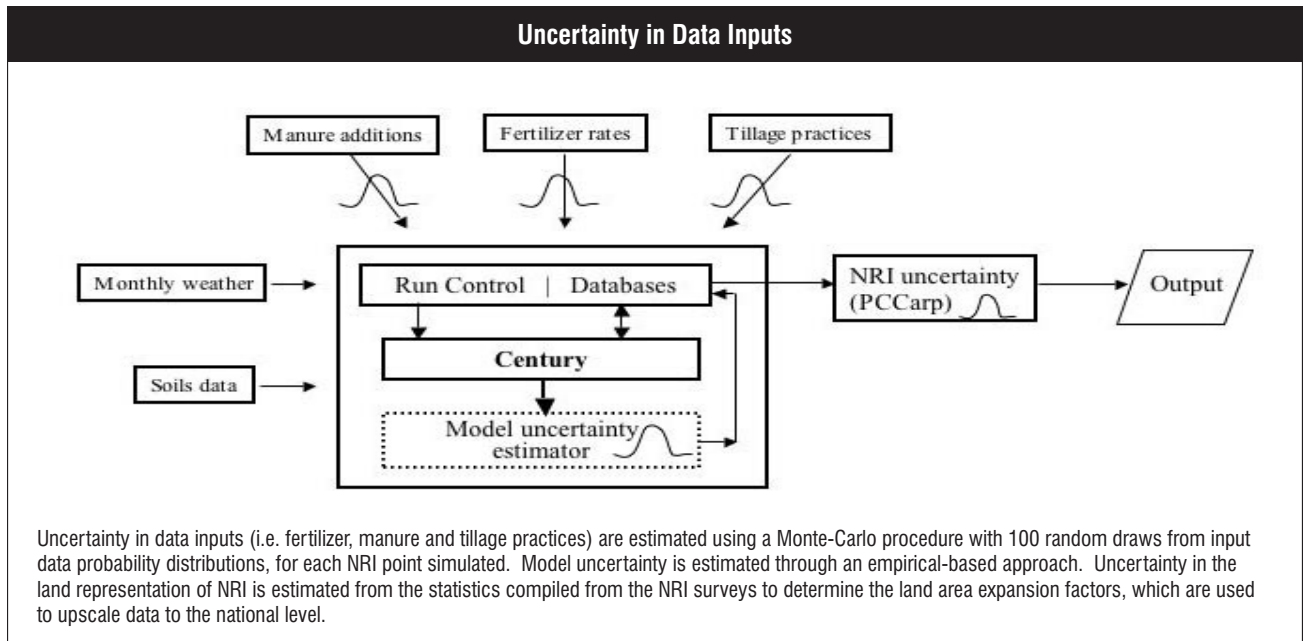 Uncertainty in Data Inputs
Manure additions
Fertilizer rates
Tillage practices
Monthly weather
Run Control | Databases
NRI uncertainty
(PCCarp)
Output
Century
Soils data
Model uncertainty
estimator
Uncertainty in data inputs (i.e. fertilizer, manure and tillage practices) are estimated using a Monte-Carlo procedure with 100 random draws from input
data probability distributions, for each NRI point simulated. Model uncertainty is estimated through an empirical-based approach. Uncertainty in the
land representation of NRI is estimated from the statistics compiled from the NRI surveys to determine the land area expansion factors, which are used
to upscale data to the national level.